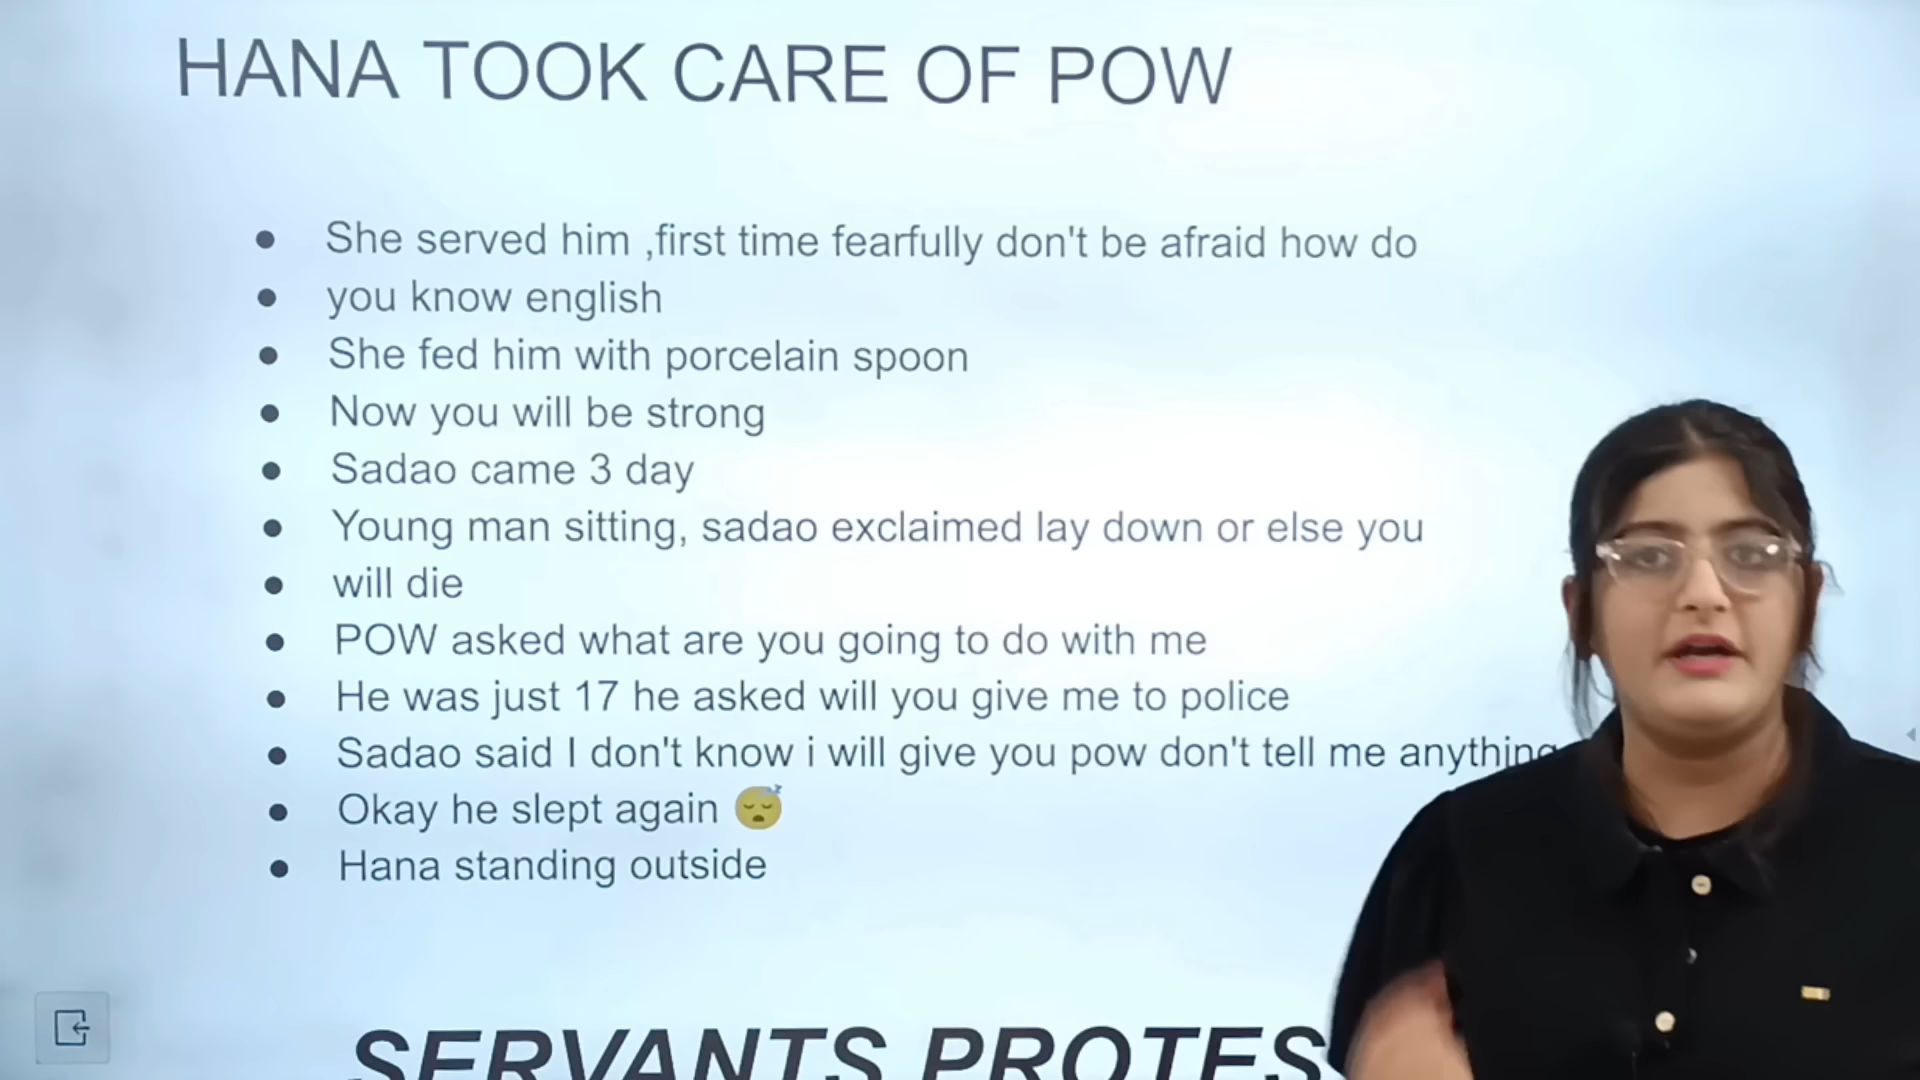 HANA TOOK CARE OF POW
She served him ,first time fearfully don't be afraid how do
you know english
She fed him with porcelain spoon
Now you will be strong
Sadao came 3 day
Young man sitting, sadao exclaimed lay down or else you
will die
POW asked what are you going to do with me
He was just 17 he asked will you give me to police
Sadao said I don't know i will give you pow don't tell me anything
Okay he slept again 😴
Hana standing outside
SERVANTS PROTES